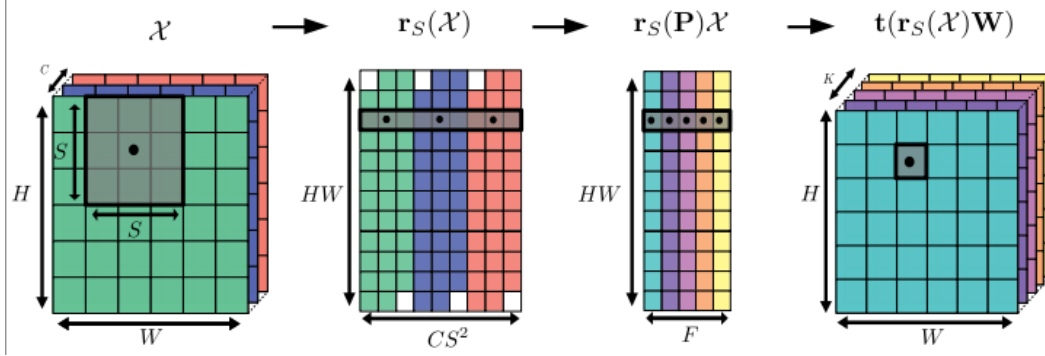 𝒳 → r_S(𝒳) → r_S(P)𝒳 → t(r_S(𝒳)W)
C
K
S
H
S
W
HW
CS²
HW
F
H
W